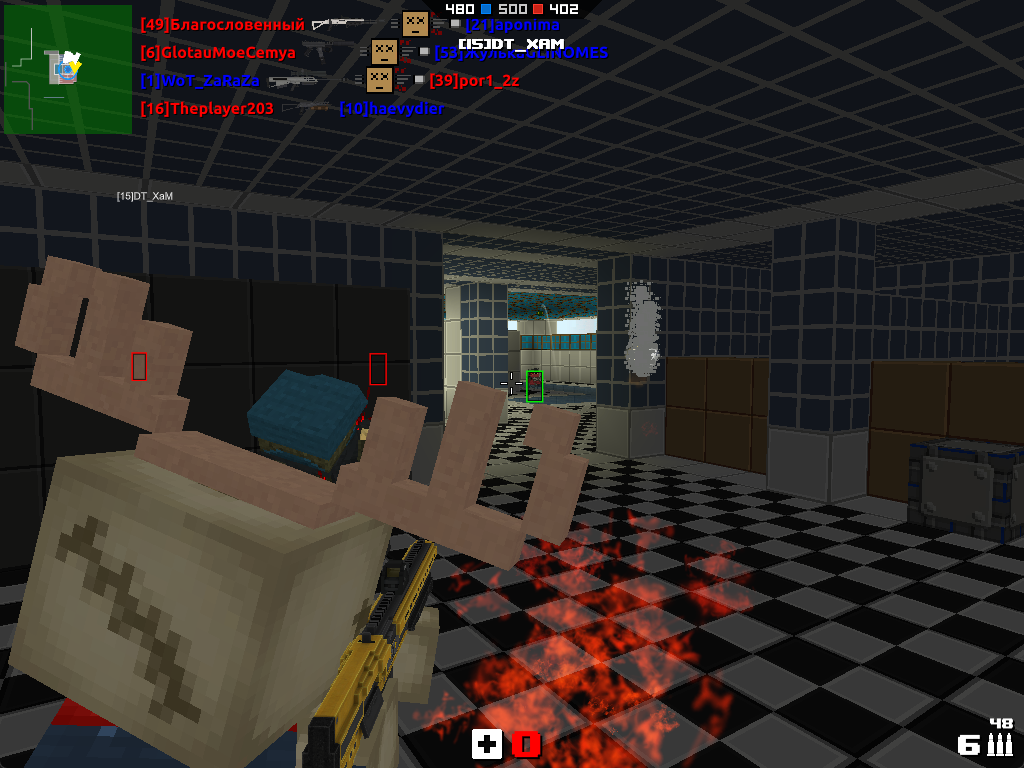 480 500 402
[49]Благословенный [21]aponima
[15]DT_XAM
[6]GlotauMoeCemya
[1]WoT_ZaRaZa [39]por1_2z
[16]Theplayer203 [10]haevydier
[15]DT_XaM
48
6
0